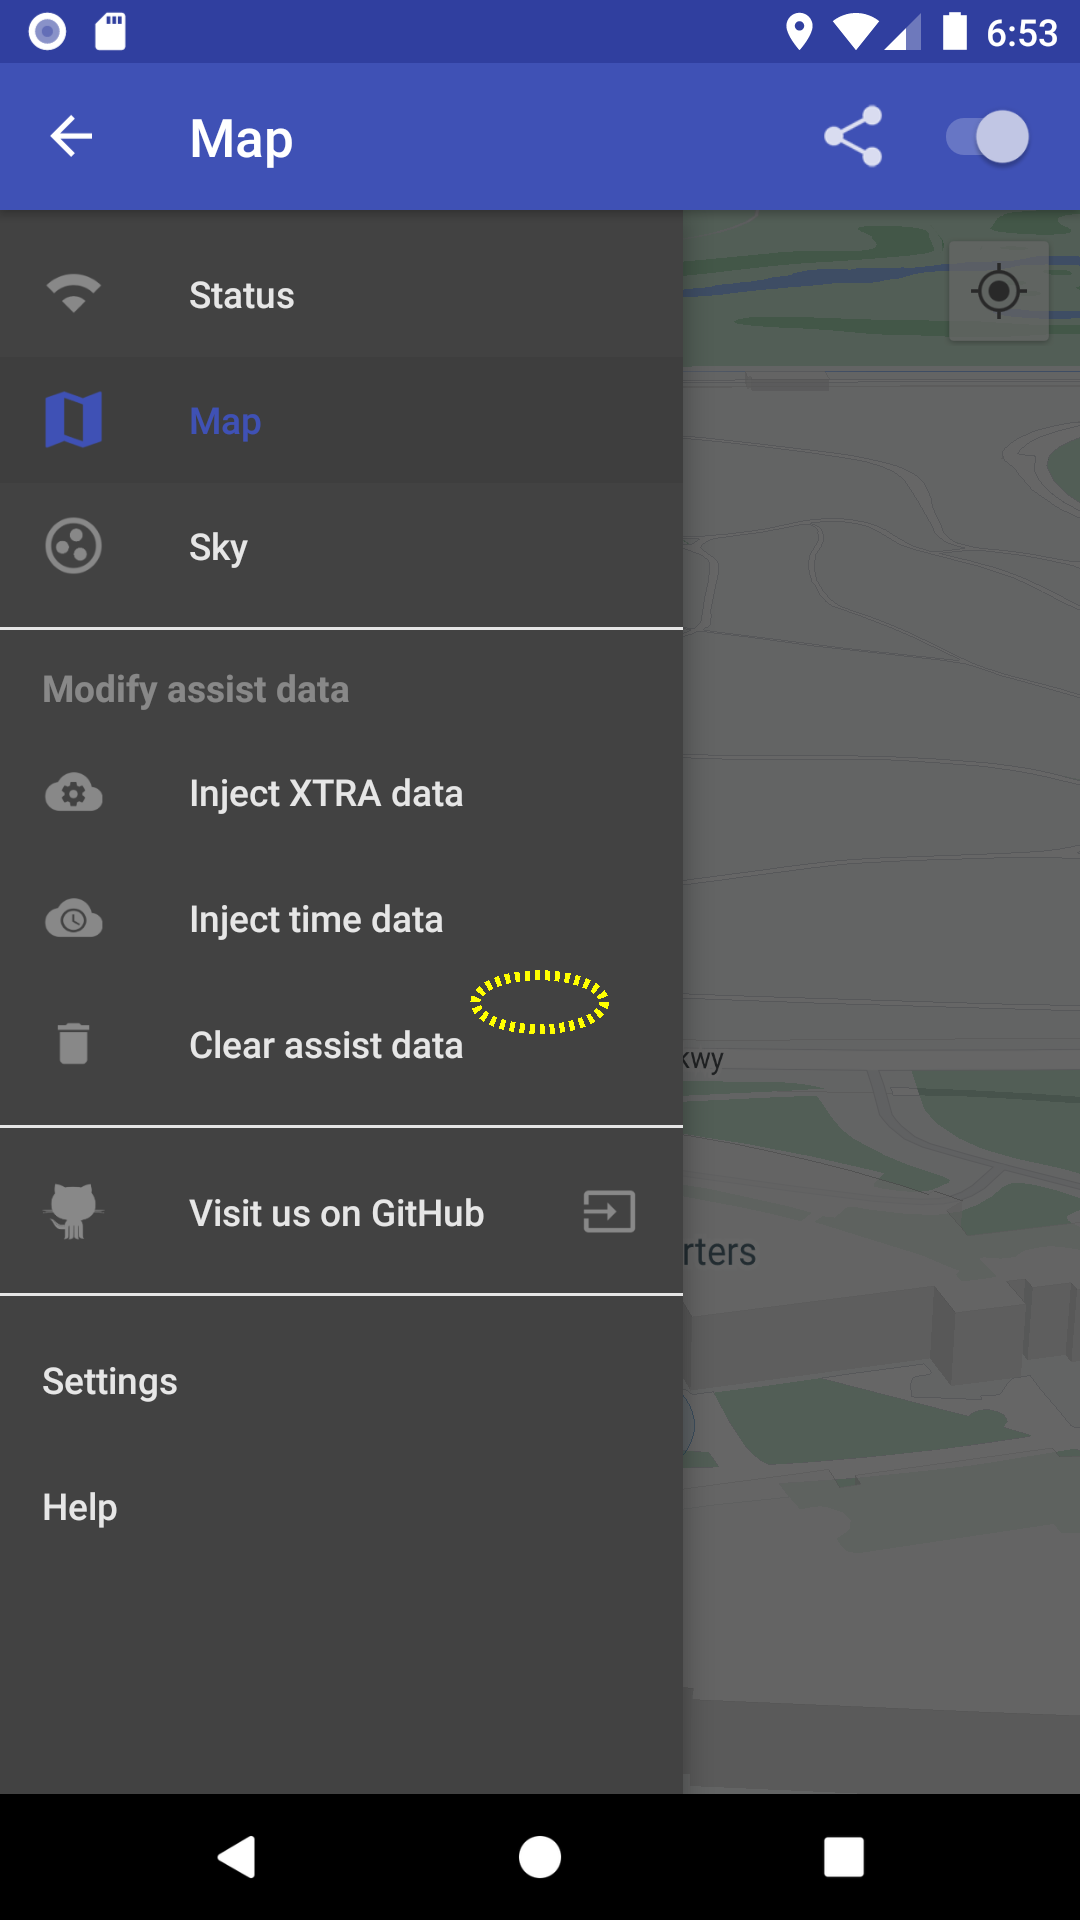 6:53
Map
Status
Map
Sky
Modify assist data
Inject XTRA data
Inject time data
Clear assist data
kwy
Visit us on GitHub
rters
Settings
Help